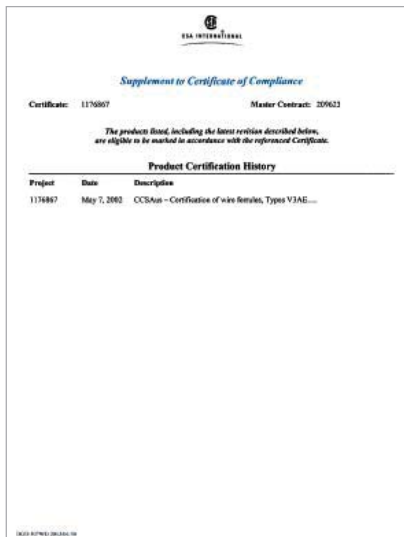 CSA INTERNATIONAL
Supplement to Certificate of Compliance
Certificate: 1176867 Master Contract: 209623
The products listed, including the latest revision described below,
are eligible to be marked in accordance with the referenced Certificate.
Product Certification History
Project Date Description
1176867 May 7, 2002 CCSAus – Certification of wire ferrules, Types V3AE....